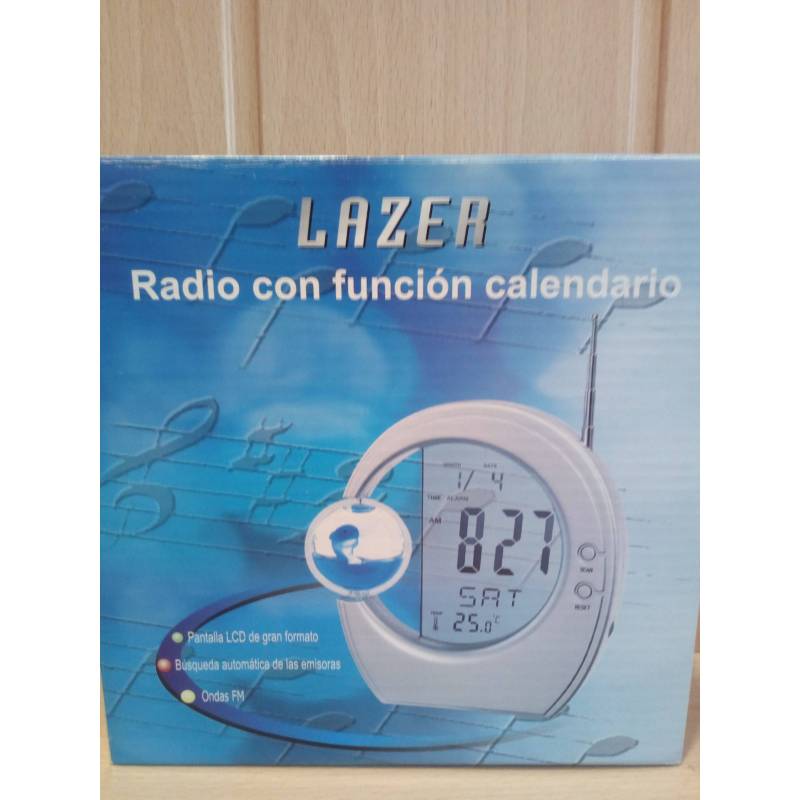 LAZER
Radio con función calendario
MONTH DATE
1/ 4
TIME ALARM
AM 827
SAT
TEMP 25.0 °C
SCAN
RESET
Pantalla LCD de gran formato
Búsqueda automática de las emisoras
Ondas FM